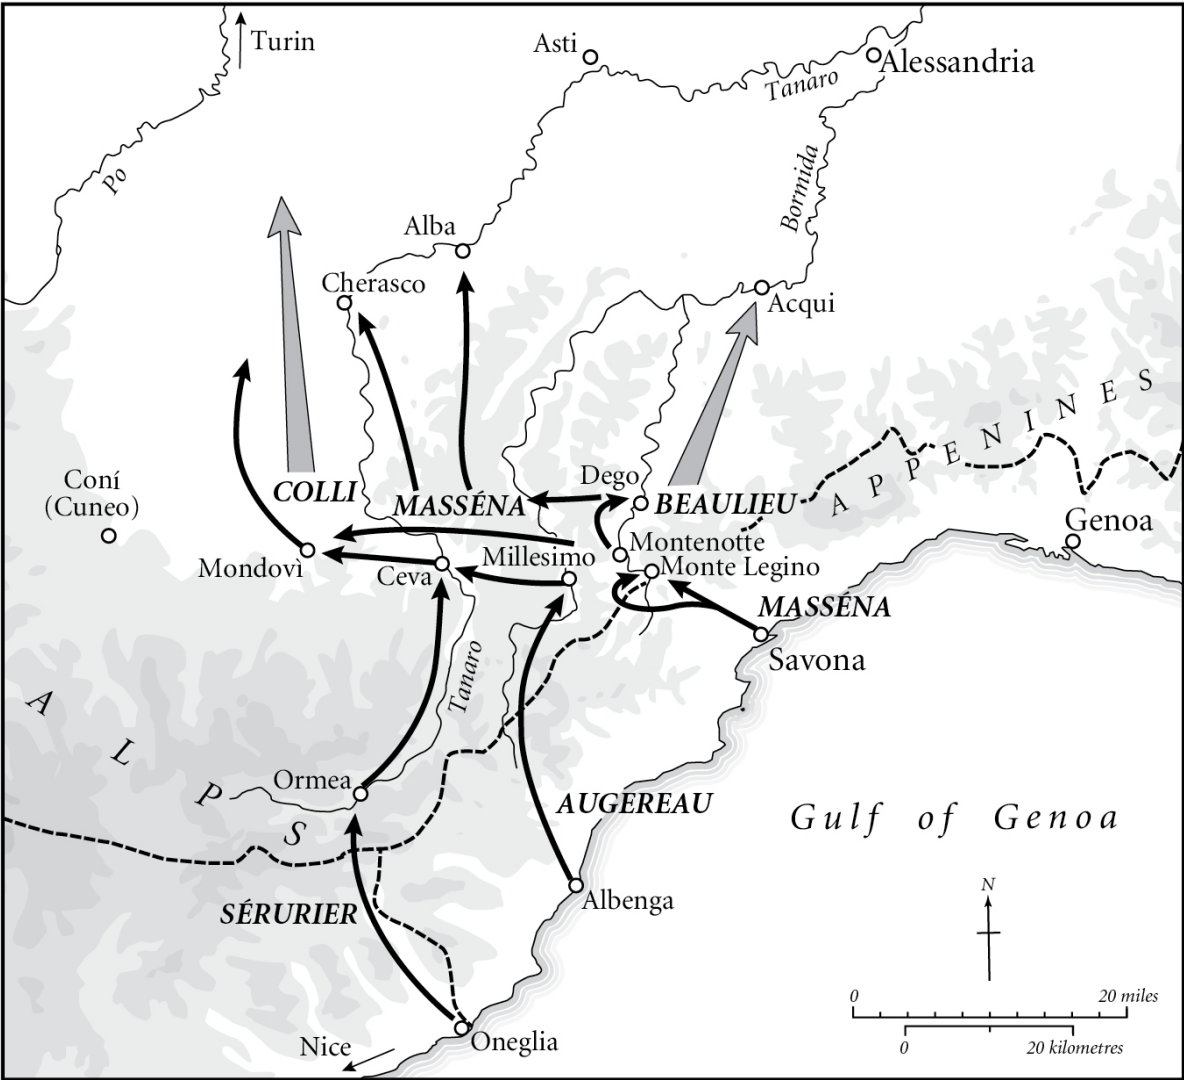 Turin
Asti
Alessandria
Tanaro
Po
Bormida
Alba
Cherasco
Acqui
APPENINES
Coní
(Cuneo)
COLLI
MASSÉNA
Dego
BEAULIEU
Genoa
Mondovì
Ceva
Millesimo
Montenotte
Monte Legino
MASSÉNA
Savona
Tanaro
ALPS
Ormea
AUGEREAU
Gulf of Genoa
SÉRURIER
Albenga
N
0 20 miles
0 20 kilometres
Nice
Oneglia